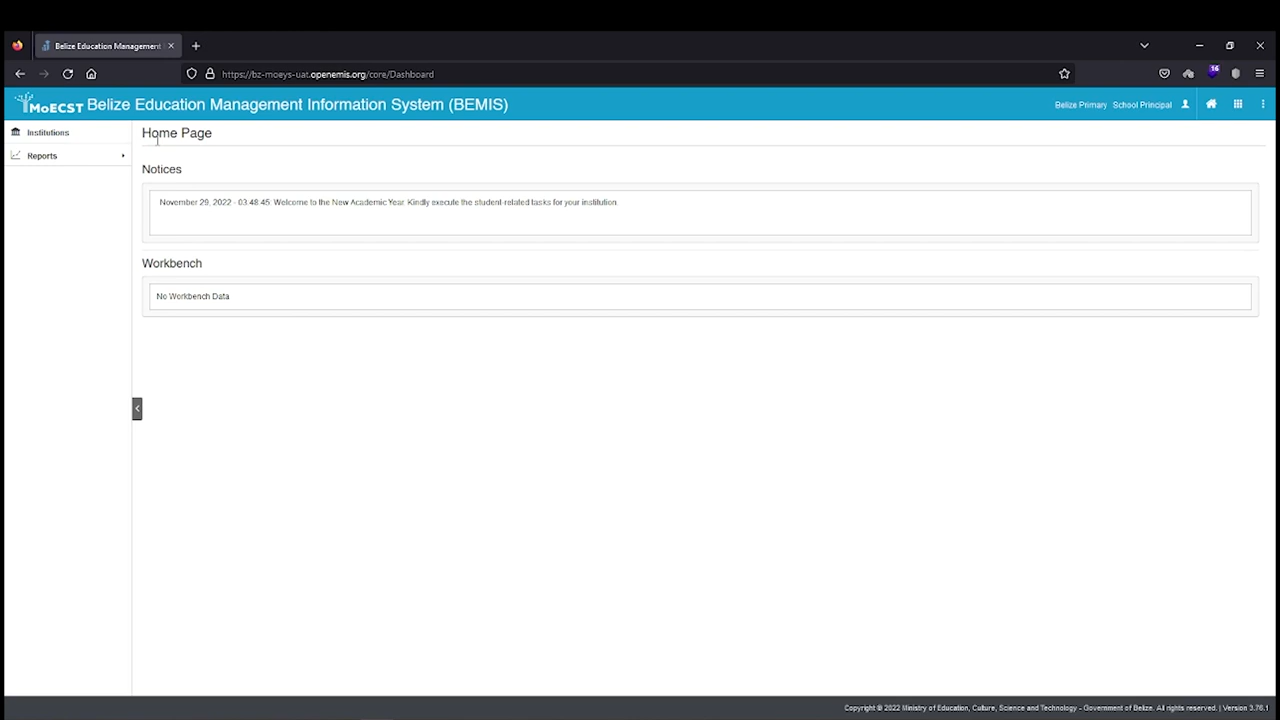 Belize Education Management I
https://bz-moeys-uat.openemis.org/core/Dashboard
16
MoECST Belize Education Management Information System (BEMIS)
Belize Primary School Principal
Institutions
Reports
Home Page
Notices
November 29, 2022 - 03:48:45 Welcome to the New Academic Year. Kindly execute the student-related tasks for your institution.
Workbench
No Workbench Data
Copyright © 2022 Ministry of Education, Culture, Science and Technology - Government of Belize. All rights reserved. | Version 3.76.1